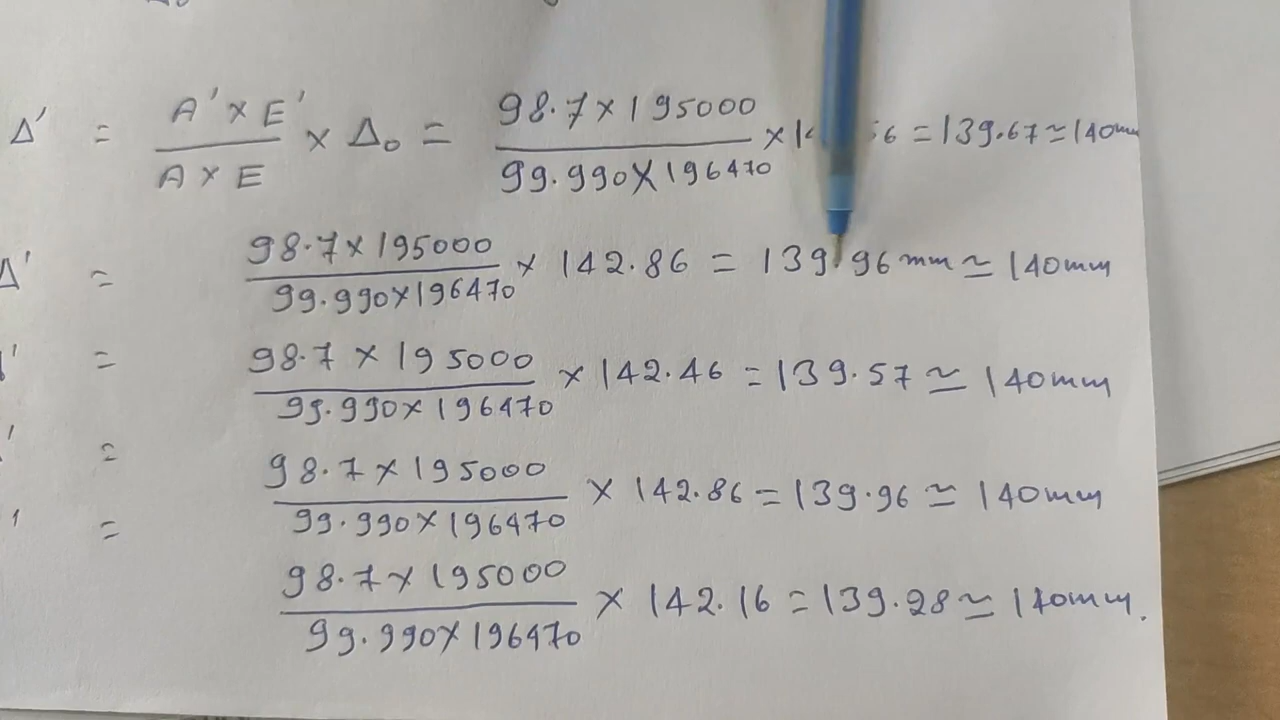 Δ' = A' × E' / A × E × Δ₀ = 98.7 × 195000 / 99.990 × 196470 × = 139.67 ≃ 140mm
Δ' = 98.7 × 195000 / 99.990 × 196470 × 142.86 = 139.96 mm ≃ 140mm
= 98.7 × 195000 / 99.990 × 196470 × 142.46 = 139.57 ≃ 140mm
= 98.7 × 195000 / 99.990 × 196470 × 142.86 = 139.96 ≃ 140mm
= 98.7 × 195000 / 99.990 × 196470 × 142.16 = 139.28 ≃ 140mm.